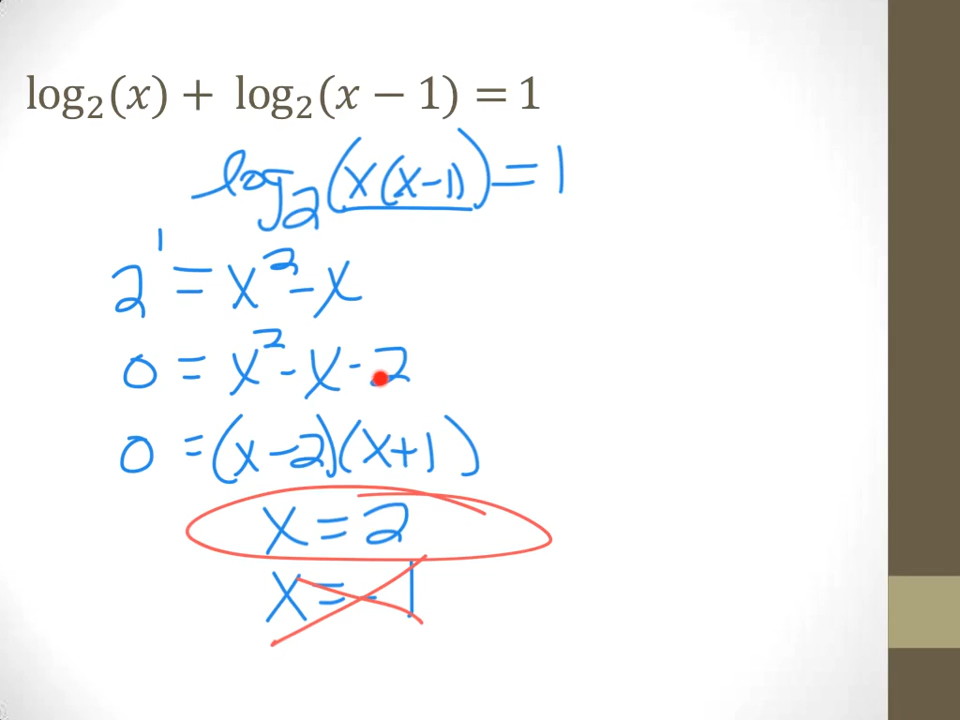 log₂(x) + log₂(x − 1) = 1
log₂(x(x-1)) = 1
2¹ = x² - x
0 = x² - x - 2
0 = (x-2)(x+1)
x = 2
x = -1